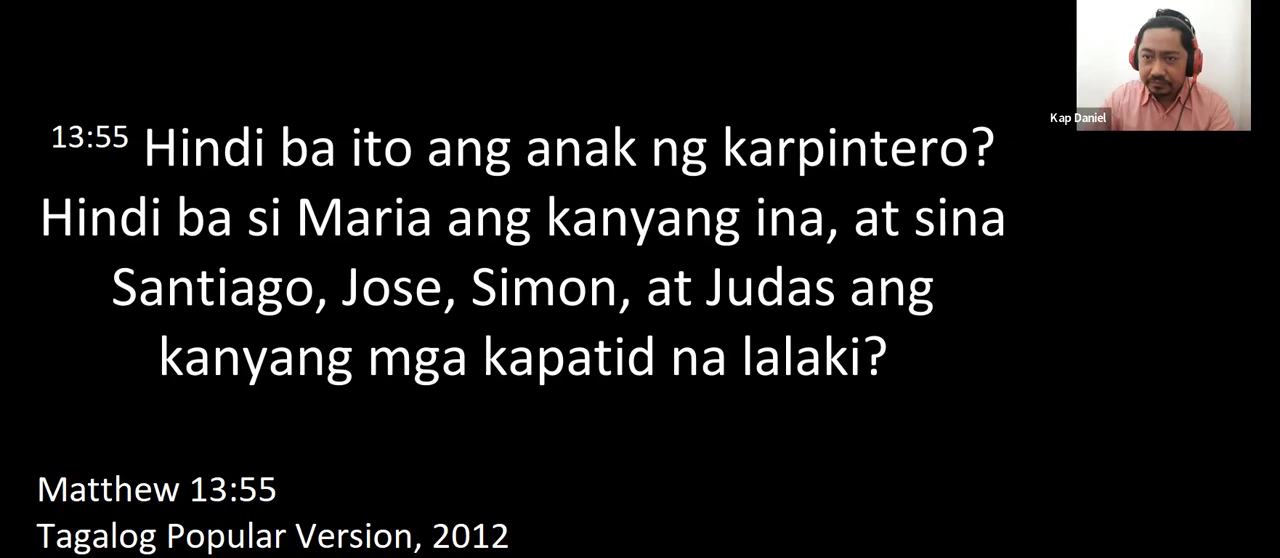 13:55 Hindi ba ito ang anak ng karpintero?
Hindi ba si Maria ang kanyang ina, at sina
Santiago, Jose, Simon, at Judas ang
kanyang mga kapatid na lalaki?
Matthew 13:55
Tagalog Popular Version, 2012
Kap Daniel